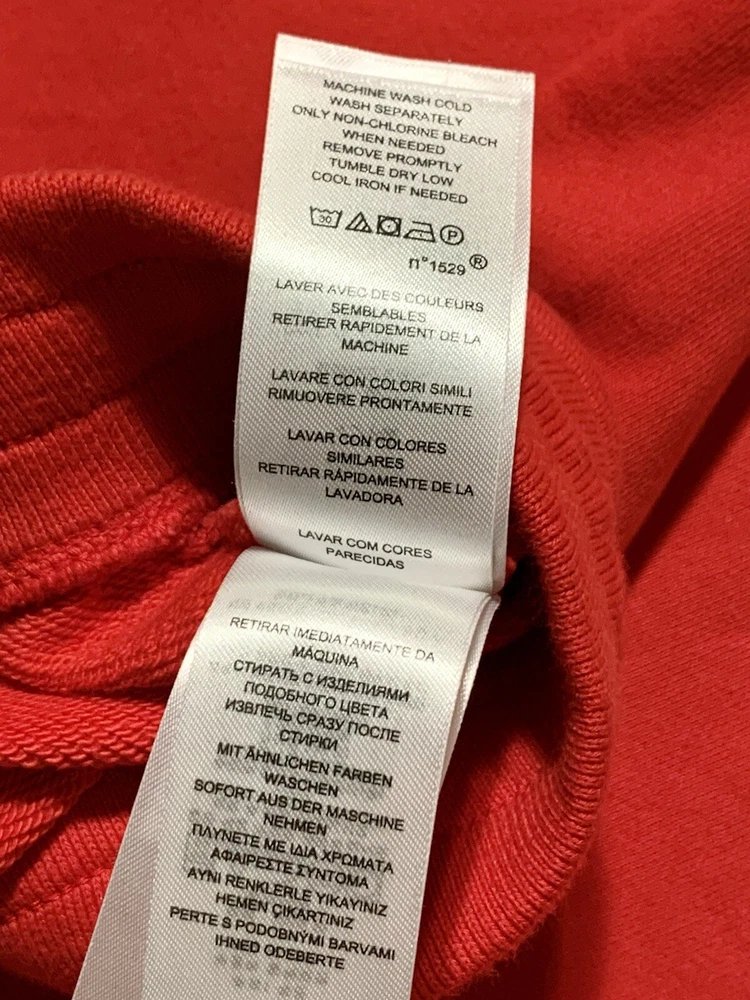 MACHINE WASH COLD
WASH SEPARATELY
ONLY NON-CHLORINE BLEACH
WHEN NEEDED
REMOVE PROMPTLY
TUMBLE DRY LOW
COOL IRON IF NEEDED
30 P
n°1529®
LAVER AVEC DES COULEURS
SEMBLABLES
RETIRER RAPIDEMENT DE LA
MACHINE
LAVARE CON COLORI SIMILI
RIMUOVERE PRONTAMENTE
LAVAR CON COLORES
SIMILARES
RETIRAR RÁPIDAMENTE DE LA
LAVADORA
LAVAR COM CORES
PARECIDAS
RETIRAR IMEDIATAMENTE DA
MÁQUINA
СТИРАТЬ С ИЗДЕЛИЯМИ
ПОДОБНОГО ЦВЕТА
ИЗВЛЕЧЬ СРАЗУ ПОСЛЕ
СТИРКИ
MIT ÄHNLICHEN FARBEN
WASCHEN
SOFORT AUS DER MASCHINE
NEHMEN
ΠΛΥΝΕΤΕ ΜΕ ΙΔΙΑ ΧΡΩΜΑΤΑ
ΑΦΑΙΡΕΣΤΕ ΣΥΝΤΟΜΑ
AYNI RENKLERLE YIKAYINIZ
HEMEN ÇIKARTINIZ
PERTE S PODOBNÝMI BARVAMI
IHNED ODEBERTE